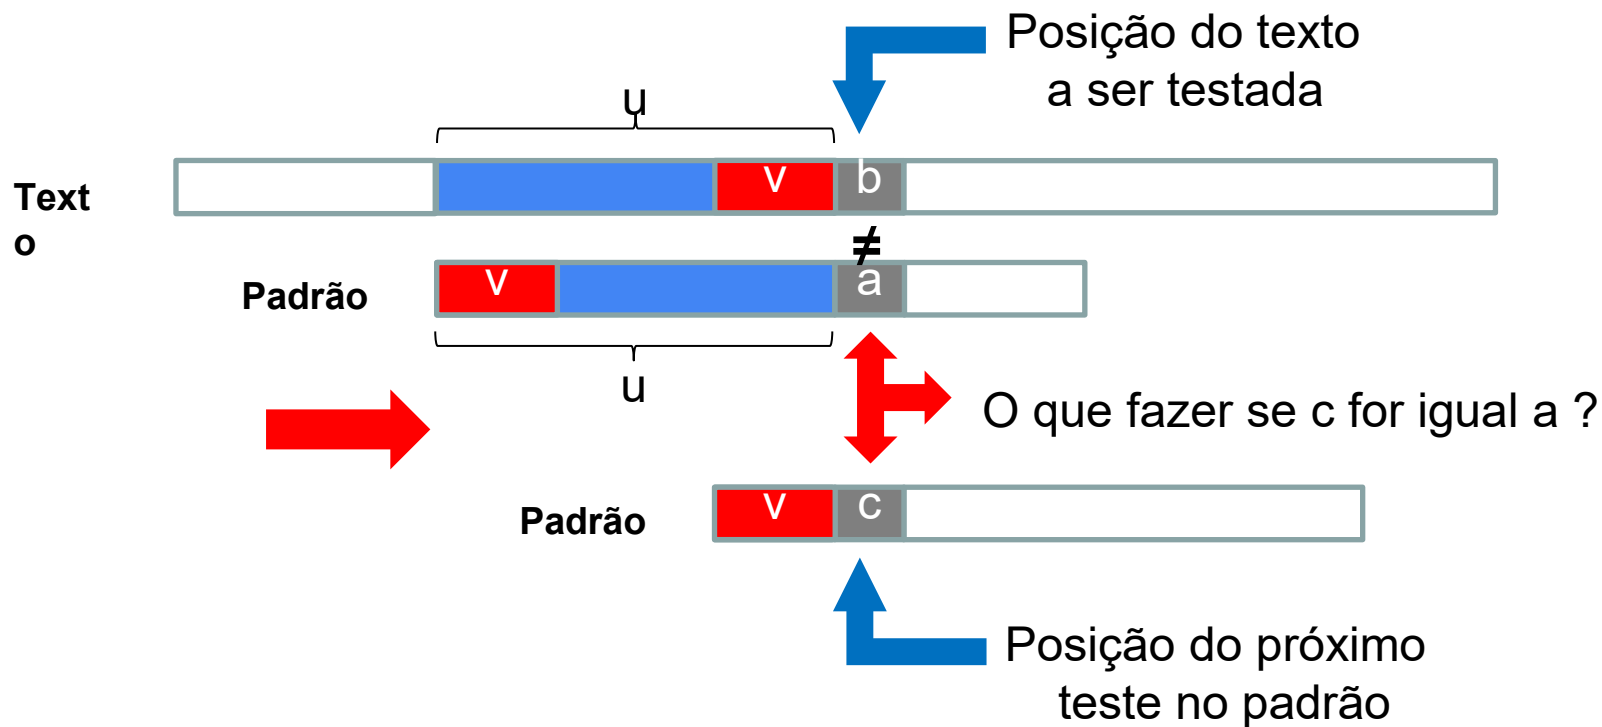 Posição do texto
a ser testada
u
v b
Text
o
≠
v a
Padrão
u
O que fazer se c for igual a ?
v c
Padrão
Posição do próximo
teste no padrão